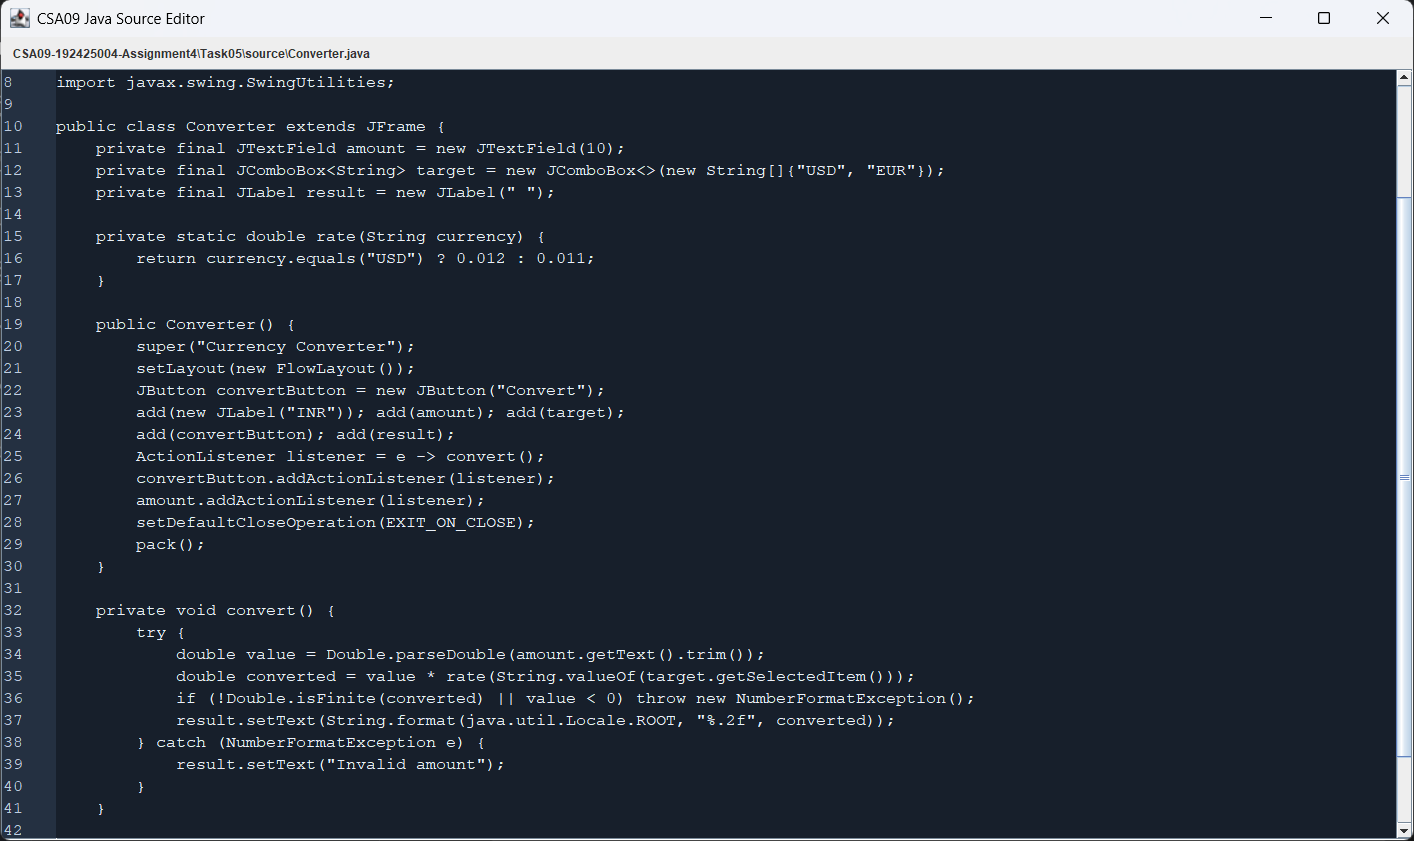 CSA09 Java Source Editor
CSA09-192425004-Assignment4\Task05\source\Converter.java
8 import javax.swing.SwingUtilities;
9
10 public class Converter extends JFrame {
11     private final JTextField amount = new JTextField(10);
12     private final JComboBox<String> target = new JComboBox<>(new String[]{"USD", "EUR"});
13     private final JLabel result = new JLabel(" ");
14
15     private static double rate(String currency) {
16         return currency.equals("USD") ? 0.012 : 0.011;
17     }
18
19     public Converter() {
20         super("Currency Converter");
21         setLayout(new FlowLayout());
22         JButton convertButton = new JButton("Convert");
23         add(new JLabel("INR")); add(amount); add(target);
24         add(convertButton); add(result);
25         ActionListener listener = e -> convert();
26         convertButton.addActionListener(listener);
27         amount.addActionListener(listener);
28         setDefaultCloseOperation(EXIT_ON_CLOSE);
29         pack();
30     }
31
32     private void convert() {
33         try {
34             double value = Double.parseDouble(amount.getText().trim());
35             double converted = value * rate(String.valueOf(target.getSelectedItem()));
36             if (!Double.isFinite(converted) || value < 0) throw new NumberFormatException();
37             result.setText(String.format(java.util.Locale.ROOT, "%.2f", converted));
38         } catch (NumberFormatException e) {
39             result.setText("Invalid amount");
40         }
41     }
42